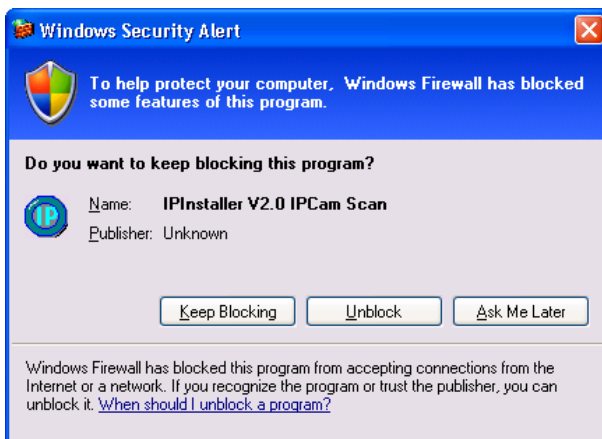 Windows Security Alert
To help protect your computer, Windows Firewall has blocked
some features of this program.
Do you want to keep blocking this program?
IP
Name: IPInstaller V2.0 IPCam Scan
Publisher: Unknown
Keep Blocking Unblock Ask Me Later
Windows Firewall has blocked this program from accepting connections from the
Internet or a network. If you recognize the program or trust the publisher, you can
unblock it. When should I unblock a program?